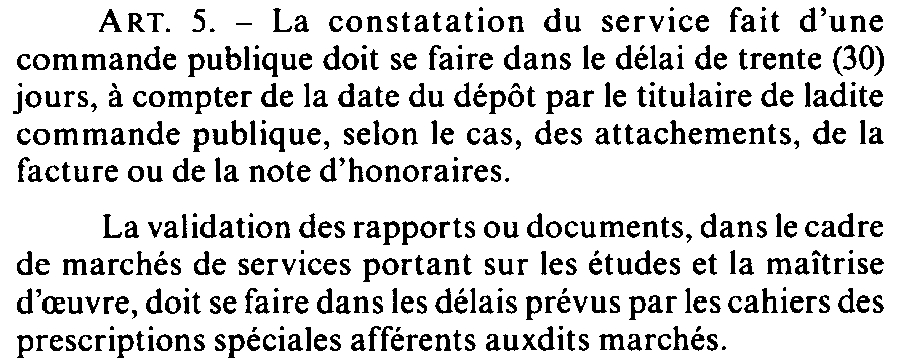 ART. 5. – La constatation du service fait d'une
commande publique doit se faire dans le délai de trente (30)
jours, à compter de la date du dépôt par le titulaire de ladite
commande publique, selon le cas, des attachements, de la
facture ou de la note d'honoraires.
La validation des rapports ou documents, dans le cadre
de marchés de services portant sur les études et la maîtrise
d'œuvre, doit se faire dans les délais prévus par les cahiers des
prescriptions spéciales afférents auxdits marchés.